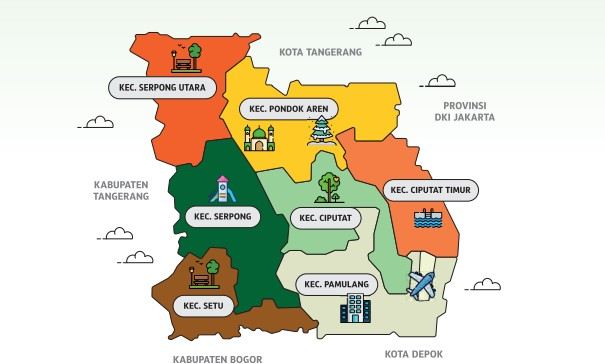 KOTA TANGERANG
KEC. SERPONG UTARA
KEC. PONDOK AREN
PROVINSI
DKI JAKARTA
KABUPATEN
TANGERANG
KEC. CIPUTAT TIMUR
KEC. SERPONG
KEC. CIPUTAT
KEC. PAMULANG
KEC. SETU
KABUPATEN BOGOR
KOTA DEPOK